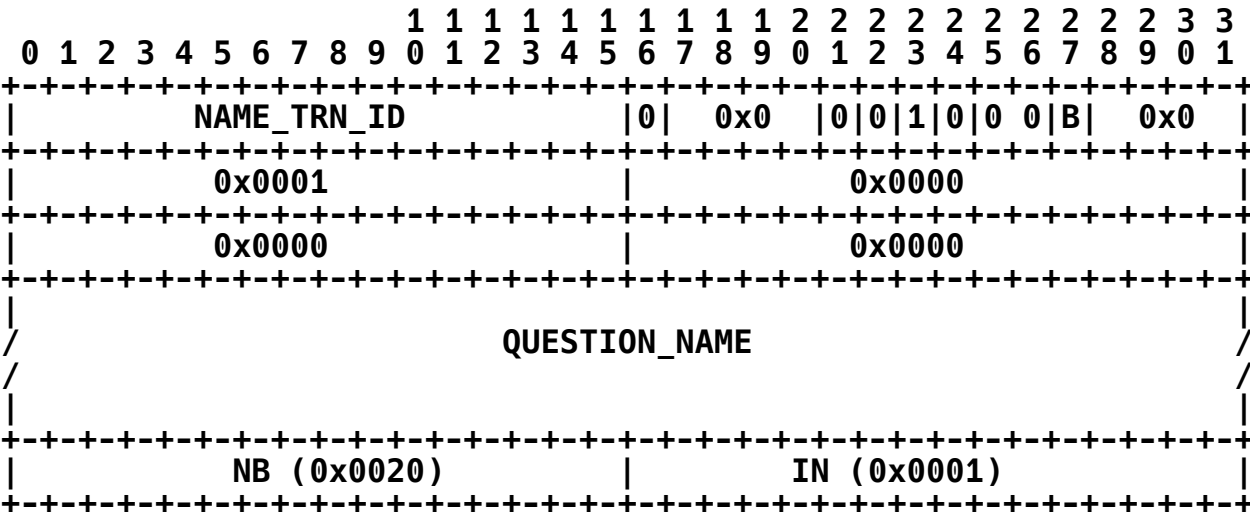 1 1 1 1 1 1 1 1 1 1 2 2 2 2 2 2 2 2 2 2 3 3
 0 1 2 3 4 5 6 7 8 9 0 1 2 3 4 5 6 7 8 9 0 1 2 3 4 5 6 7 8 9 0 1
+-+-+-+-+-+-+-+-+-+-+-+-+-+-+-+-+-+-+-+-+-+-+-+-+-+-+-+-+-+-+-+-+
|         NAME_TRN_ID           |0|  0x0  |0|0|1|0|0 0|B|  0x0  |
+-+-+-+-+-+-+-+-+-+-+-+-+-+-+-+-+-+-+-+-+-+-+-+-+-+-+-+-+-+-+-+-+
|          0x0001               |           0x0000              |
+-+-+-+-+-+-+-+-+-+-+-+-+-+-+-+-+-+-+-+-+-+-+-+-+-+-+-+-+-+-+-+-+
|          0x0000               |           0x0000              |
+-+-+-+-+-+-+-+-+-+-+-+-+-+-+-+-+-+-+-+-+-+-+-+-+-+-+-+-+-+-+-+-+
|                                                               |
/                         QUESTION_NAME                         /
/                                                               /
|                                                               |
+-+-+-+-+-+-+-+-+-+-+-+-+-+-+-+-+-+-+-+-+-+-+-+-+-+-+-+-+-+-+-+-+
|           NB (0x0020)         |        IN (0x0001)            |
+-+-+-+-+-+-+-+-+-+-+-+-+-+-+-+-+-+-+-+-+-+-+-+-+-+-+-+-+-+-+-+-+